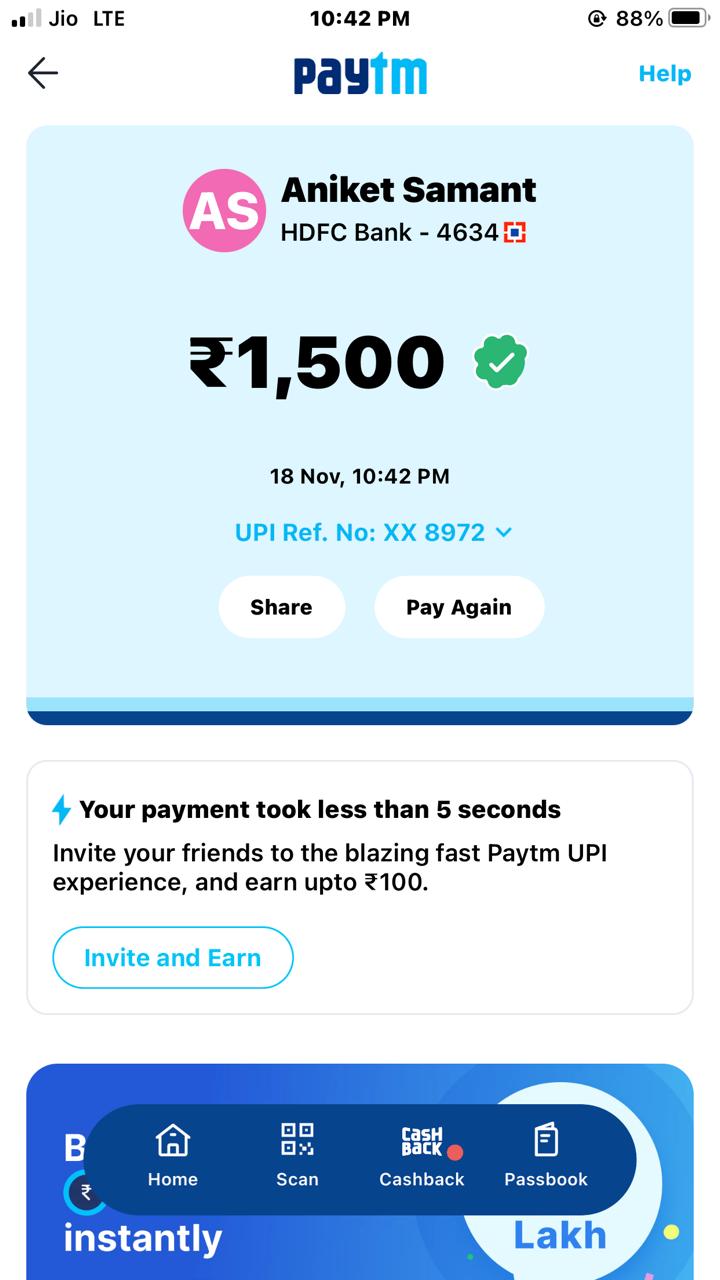 Jio LTE 10:42 PM 88%
paytm Help
AS Aniket Samant
HDFC Bank - 4634
₹1,500
18 Nov, 10:42 PM
UPI Ref. No: XX 8972
Share Pay Again
Your payment took less than 5 seconds
Invite your friends to the blazing fast Paytm UPI
experience, and earn upto ₹100.
Invite and Earn
B
₹
CASH BACK
Home Scan Cashback Passbook
instantly Lakh